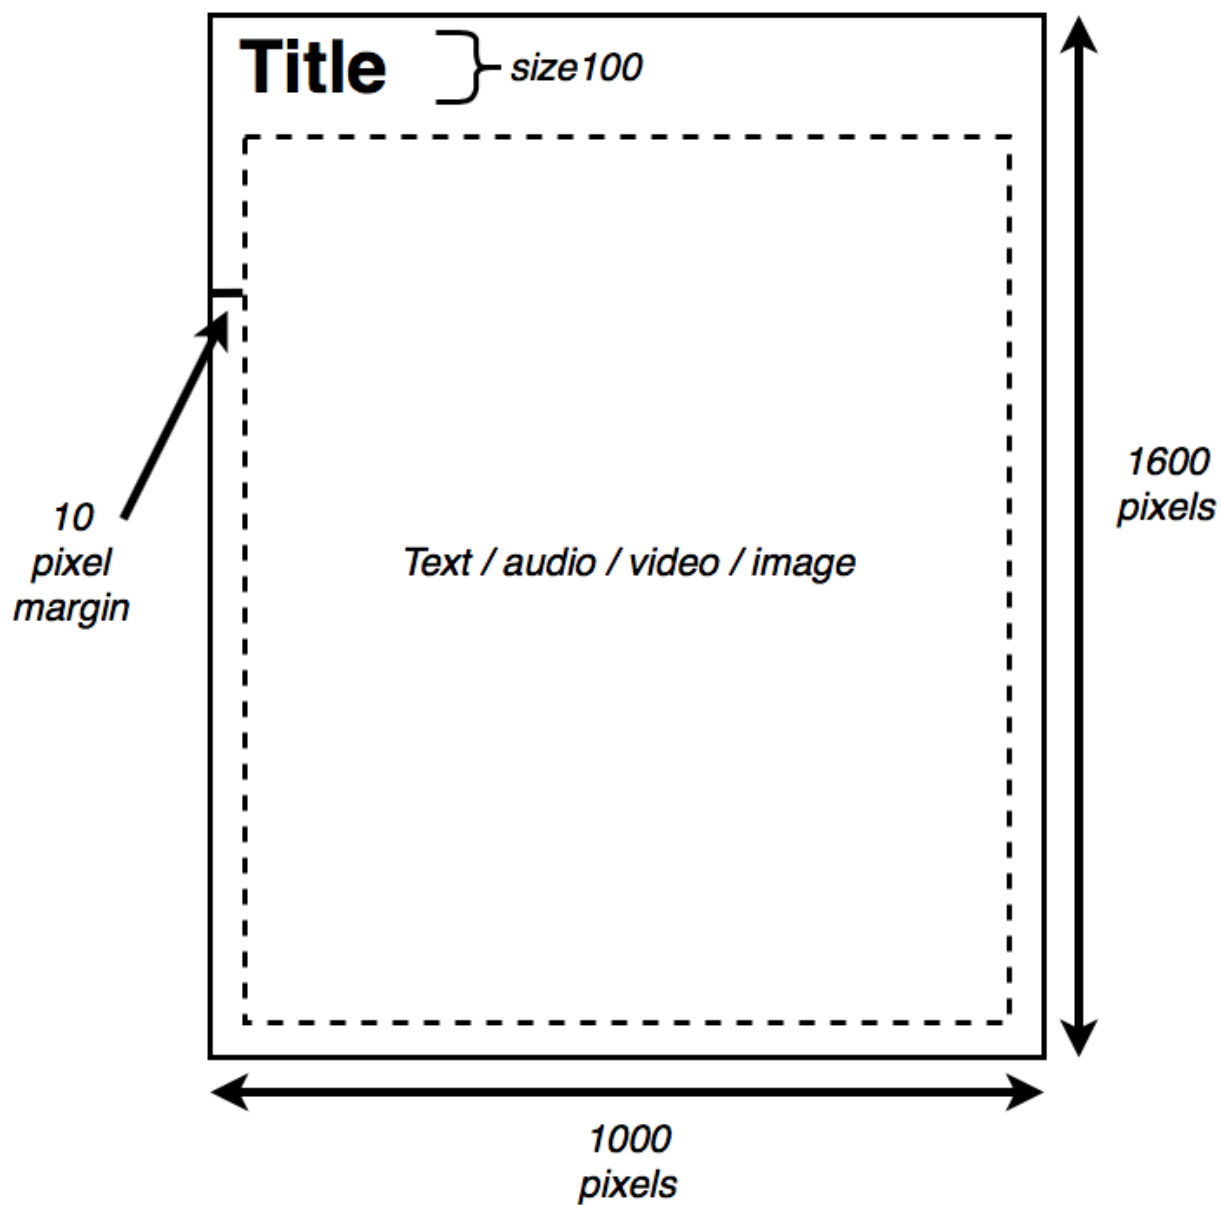 Title
size100
10
pixel
margin
Text / audio / video / image
1600
pixels
1000
pixels